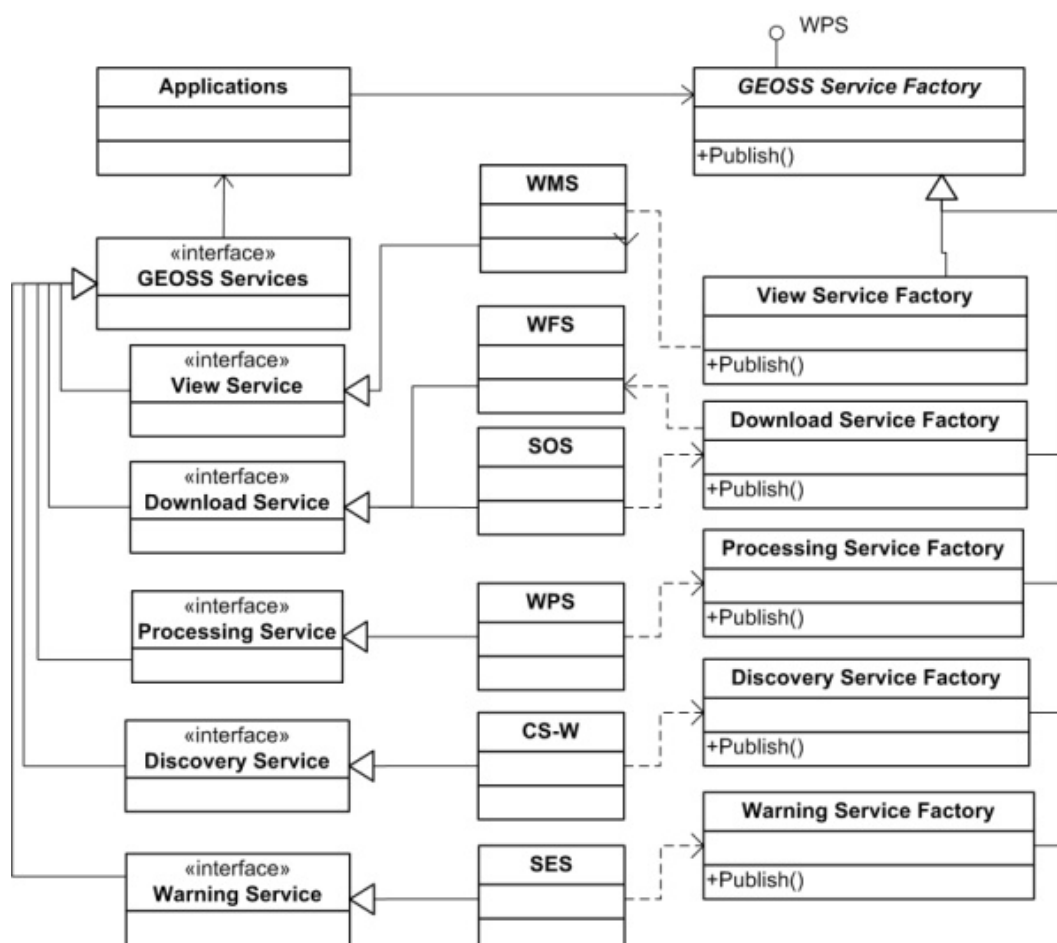 WPS
Applications
GEOSS Service Factory
+Publish()
WMS
«interface»
GEOSS Services
View Service Factory
+Publish()
WFS
«interface»
View Service
Download Service Factory
+Publish()
SOS
«interface»
Download Service
Processing Service Factory
+Publish()
WPS
«interface»
Processing Service
Discovery Service Factory
+Publish()
CS-W
«interface»
Discovery Service
Warning Service Factory
+Publish()
SES
«interface»
Warning Service